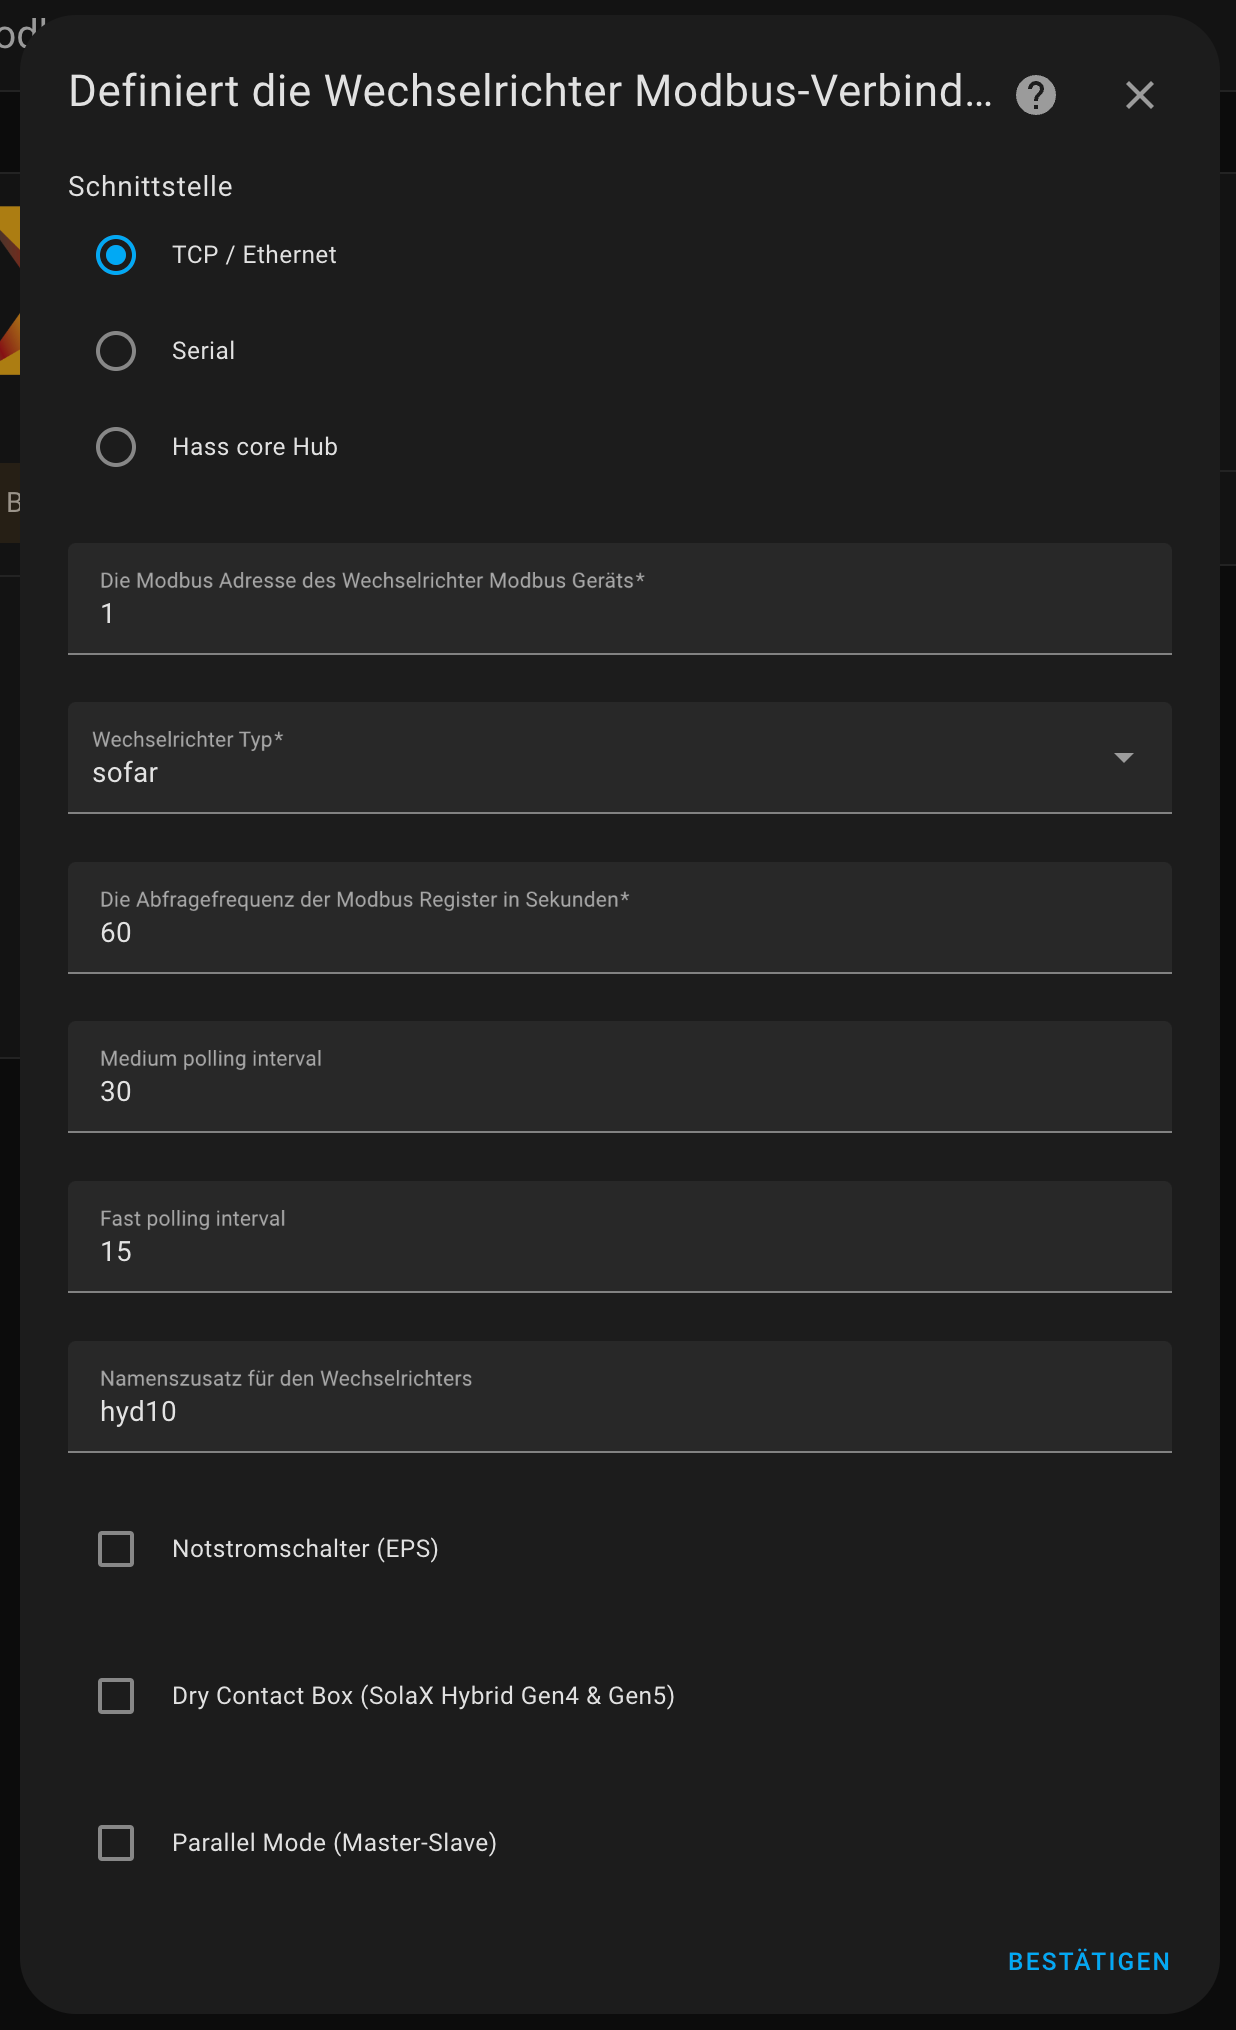 Definiert die Wechselrichter Modbus-Verbind...
Schnittstelle
TCP / Ethernet
Serial
Hass core Hub
Die Modbus Adresse des Wechselrichter Modbus Geräts*
1
Wechselrichter Typ*
sofar
Die Abfragefrequenz der Modbus Register in Sekunden*
60
Medium polling interval
30
Fast polling interval
15
Namenszusatz für den Wechselrichters
hyd10
Notstromschalter (EPS)
Dry Contact Box (SolaX Hybrid Gen4 & Gen5)
Parallel Mode (Master-Slave)
BESTÄTIGEN